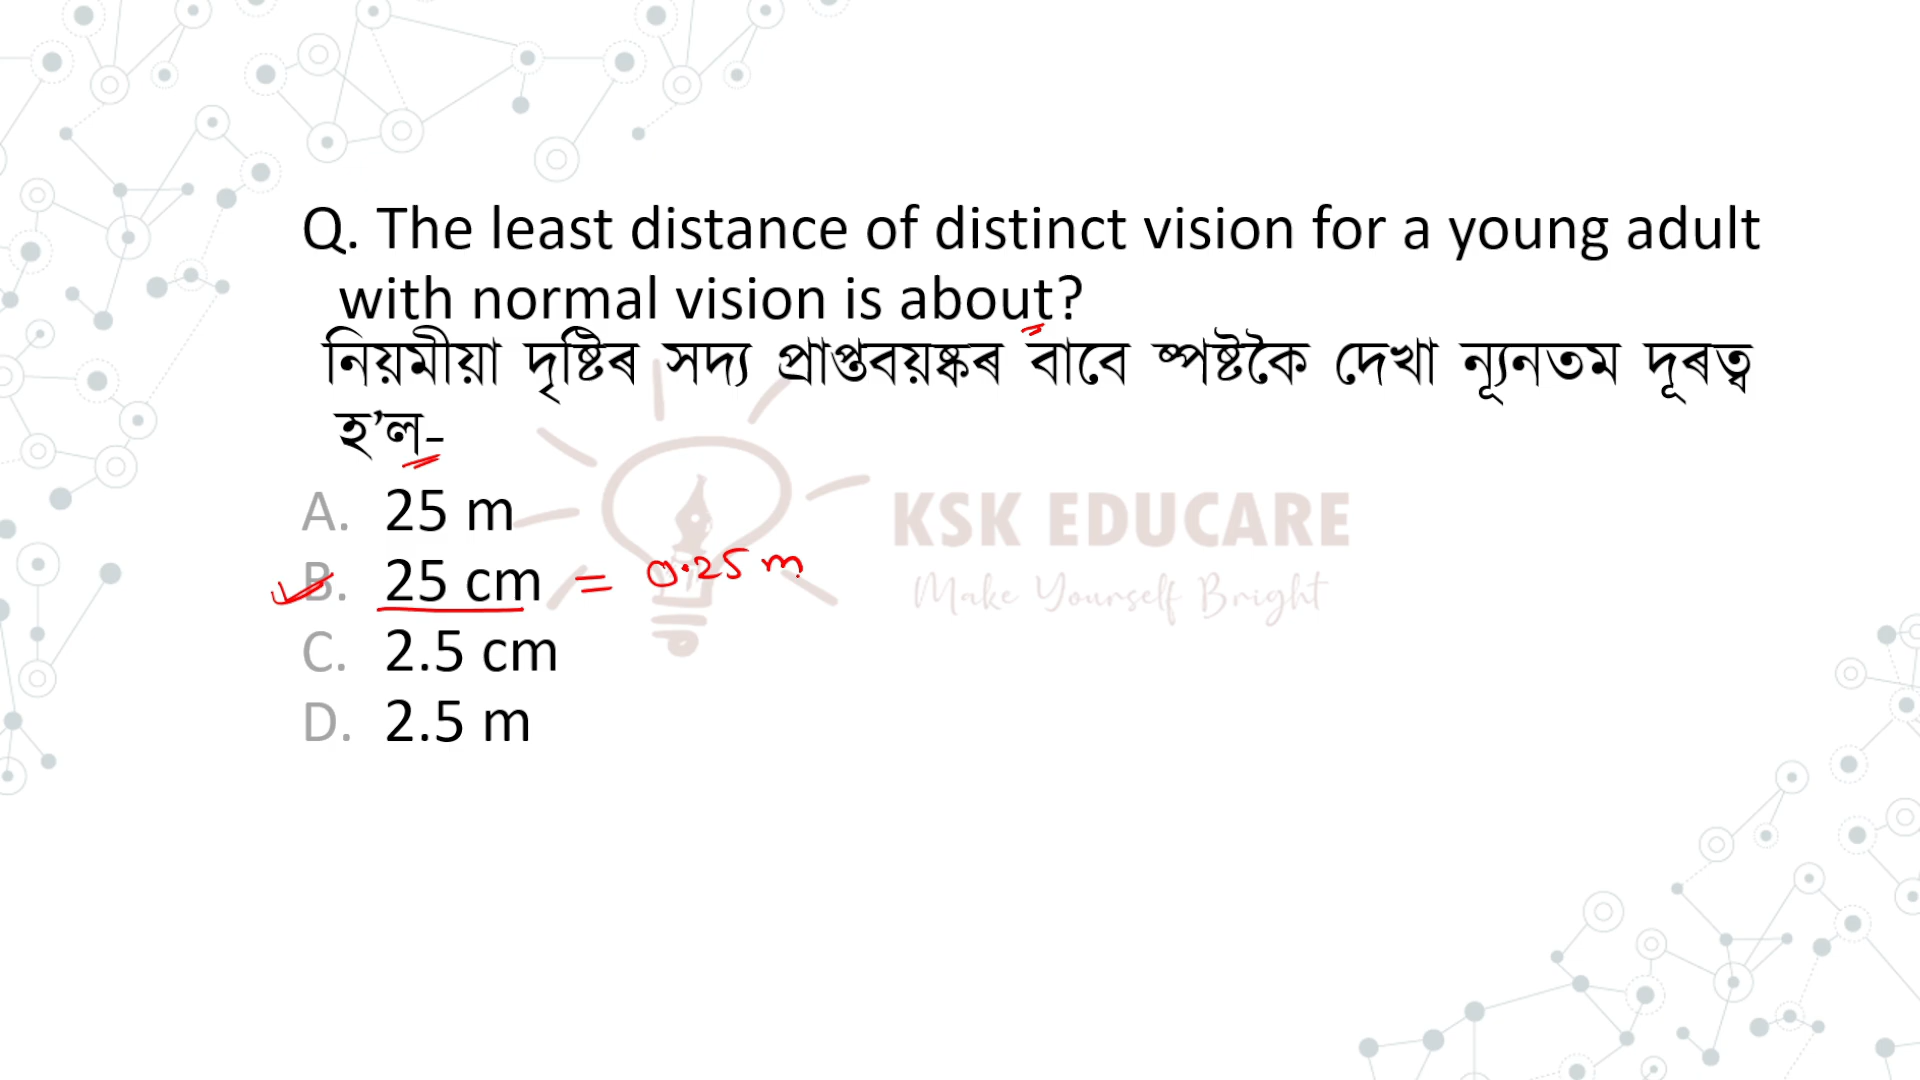 Q. The least distance of distinct vision for a young adult
with normal vision is about?
নিয়মীয়া দৃষ্টিৰ সদ্য প্ৰাপ্তবয়ষ্কৰ বাবে ষ্পষ্টকৈ দেখা ন্যূনতম দূৰত্ব
হ’ল-
A. 25 m
B. 25 cm = 0.25 m
C. 2.5 cm
D. 2.5 m
KSK EDUCARE
Make Yourself Bright